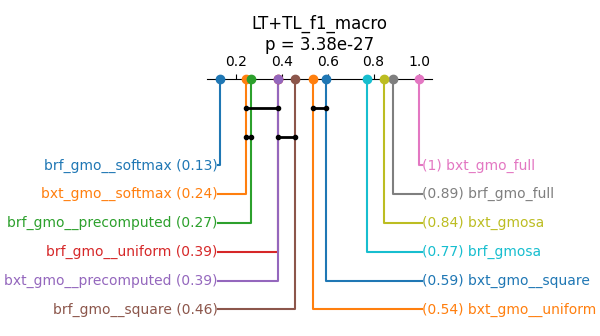 LT+TL_f1_macro
p = 3.38e-27
0.2 0.4 0.6 0.8 1.0
brf_gmo__softmax (0.13) (1) bxt_gmo_full
bxt_gmo__softmax (0.24) (0.89) brf_gmo_full
brf_gmo__precomputed (0.27) (0.84) bxt_gmosa
brf_gmo__uniform (0.39) (0.77) brf_gmosa
bxt_gmo__precomputed (0.39) (0.59) bxt_gmo__square
brf_gmo__square (0.46) (0.54) bxt_gmo__uniform